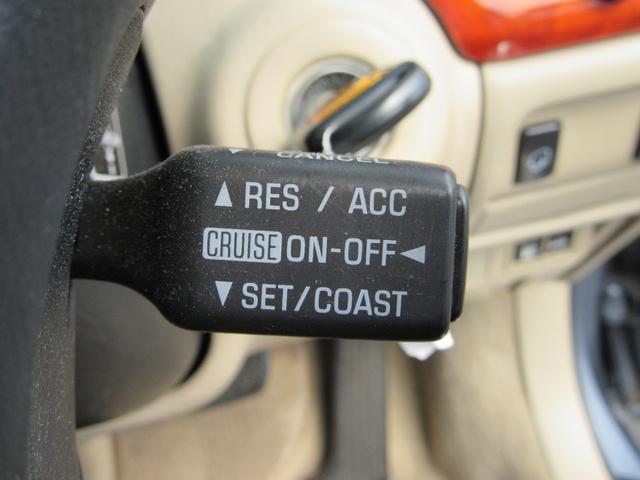 ▼ CANCEL
▲ RES / ACC
CRUISE ON-OFF ◀
▼ SET/COAST